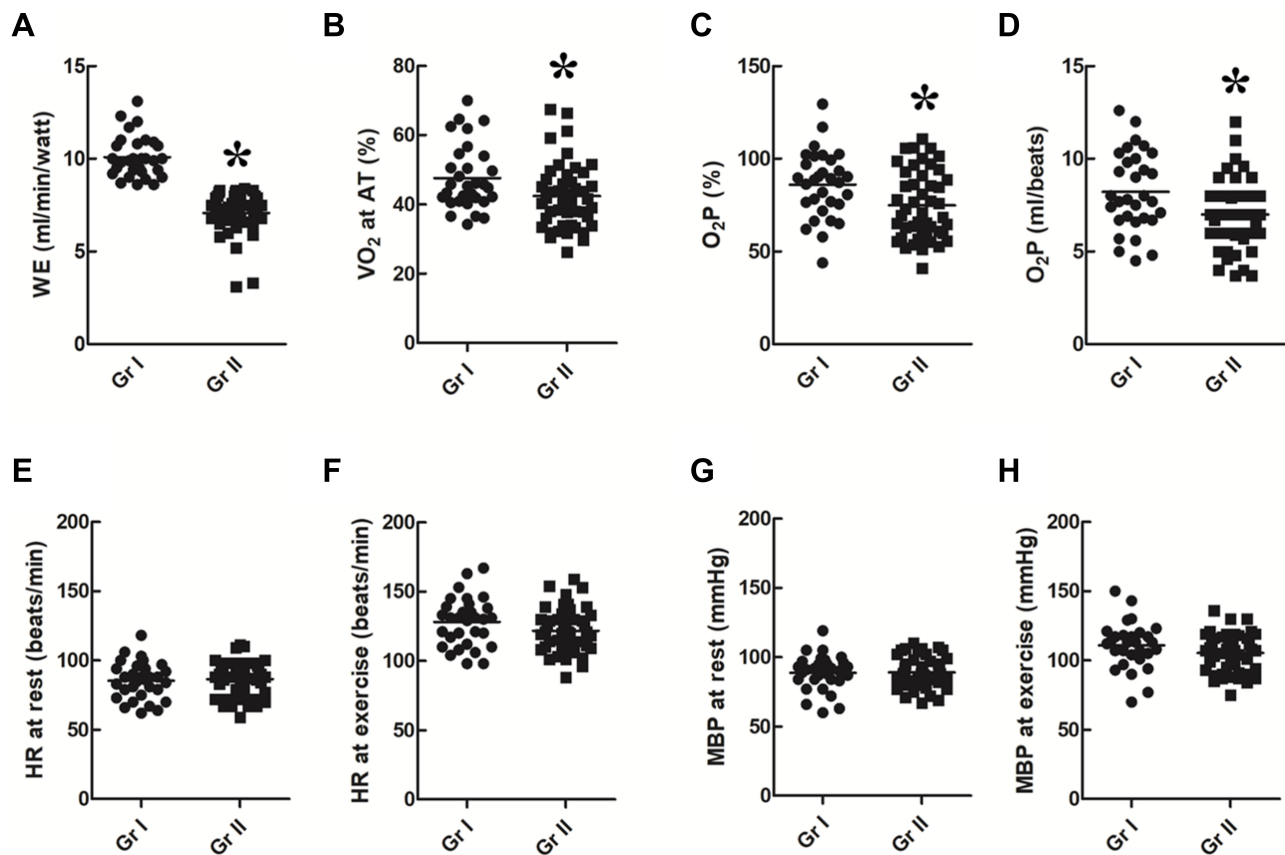 A
WE (ml/min/watt)
15
10
5
0
Gr I
Gr II
*
B
VO2 at AT (%)
80
60
40
20
0
Gr I
Gr II
*
C
O2P (%)
150
100
50
0
Gr I
Gr II
*
D
O2P (ml/beats)
15
10
5
0
Gr I
Gr II
*
E
HR at rest (beats/min)
200
150
100
50
0
Gr I
Gr II
F
HR at exercise (beats/min)
200
150
100
50
0
Gr I
Gr II
G
MBP at rest (mmHg)
200
150
100
50
0
Gr I
Gr II
H
MBP at exercise (mmHg)
200
150
100
50
0
Gr I
Gr II